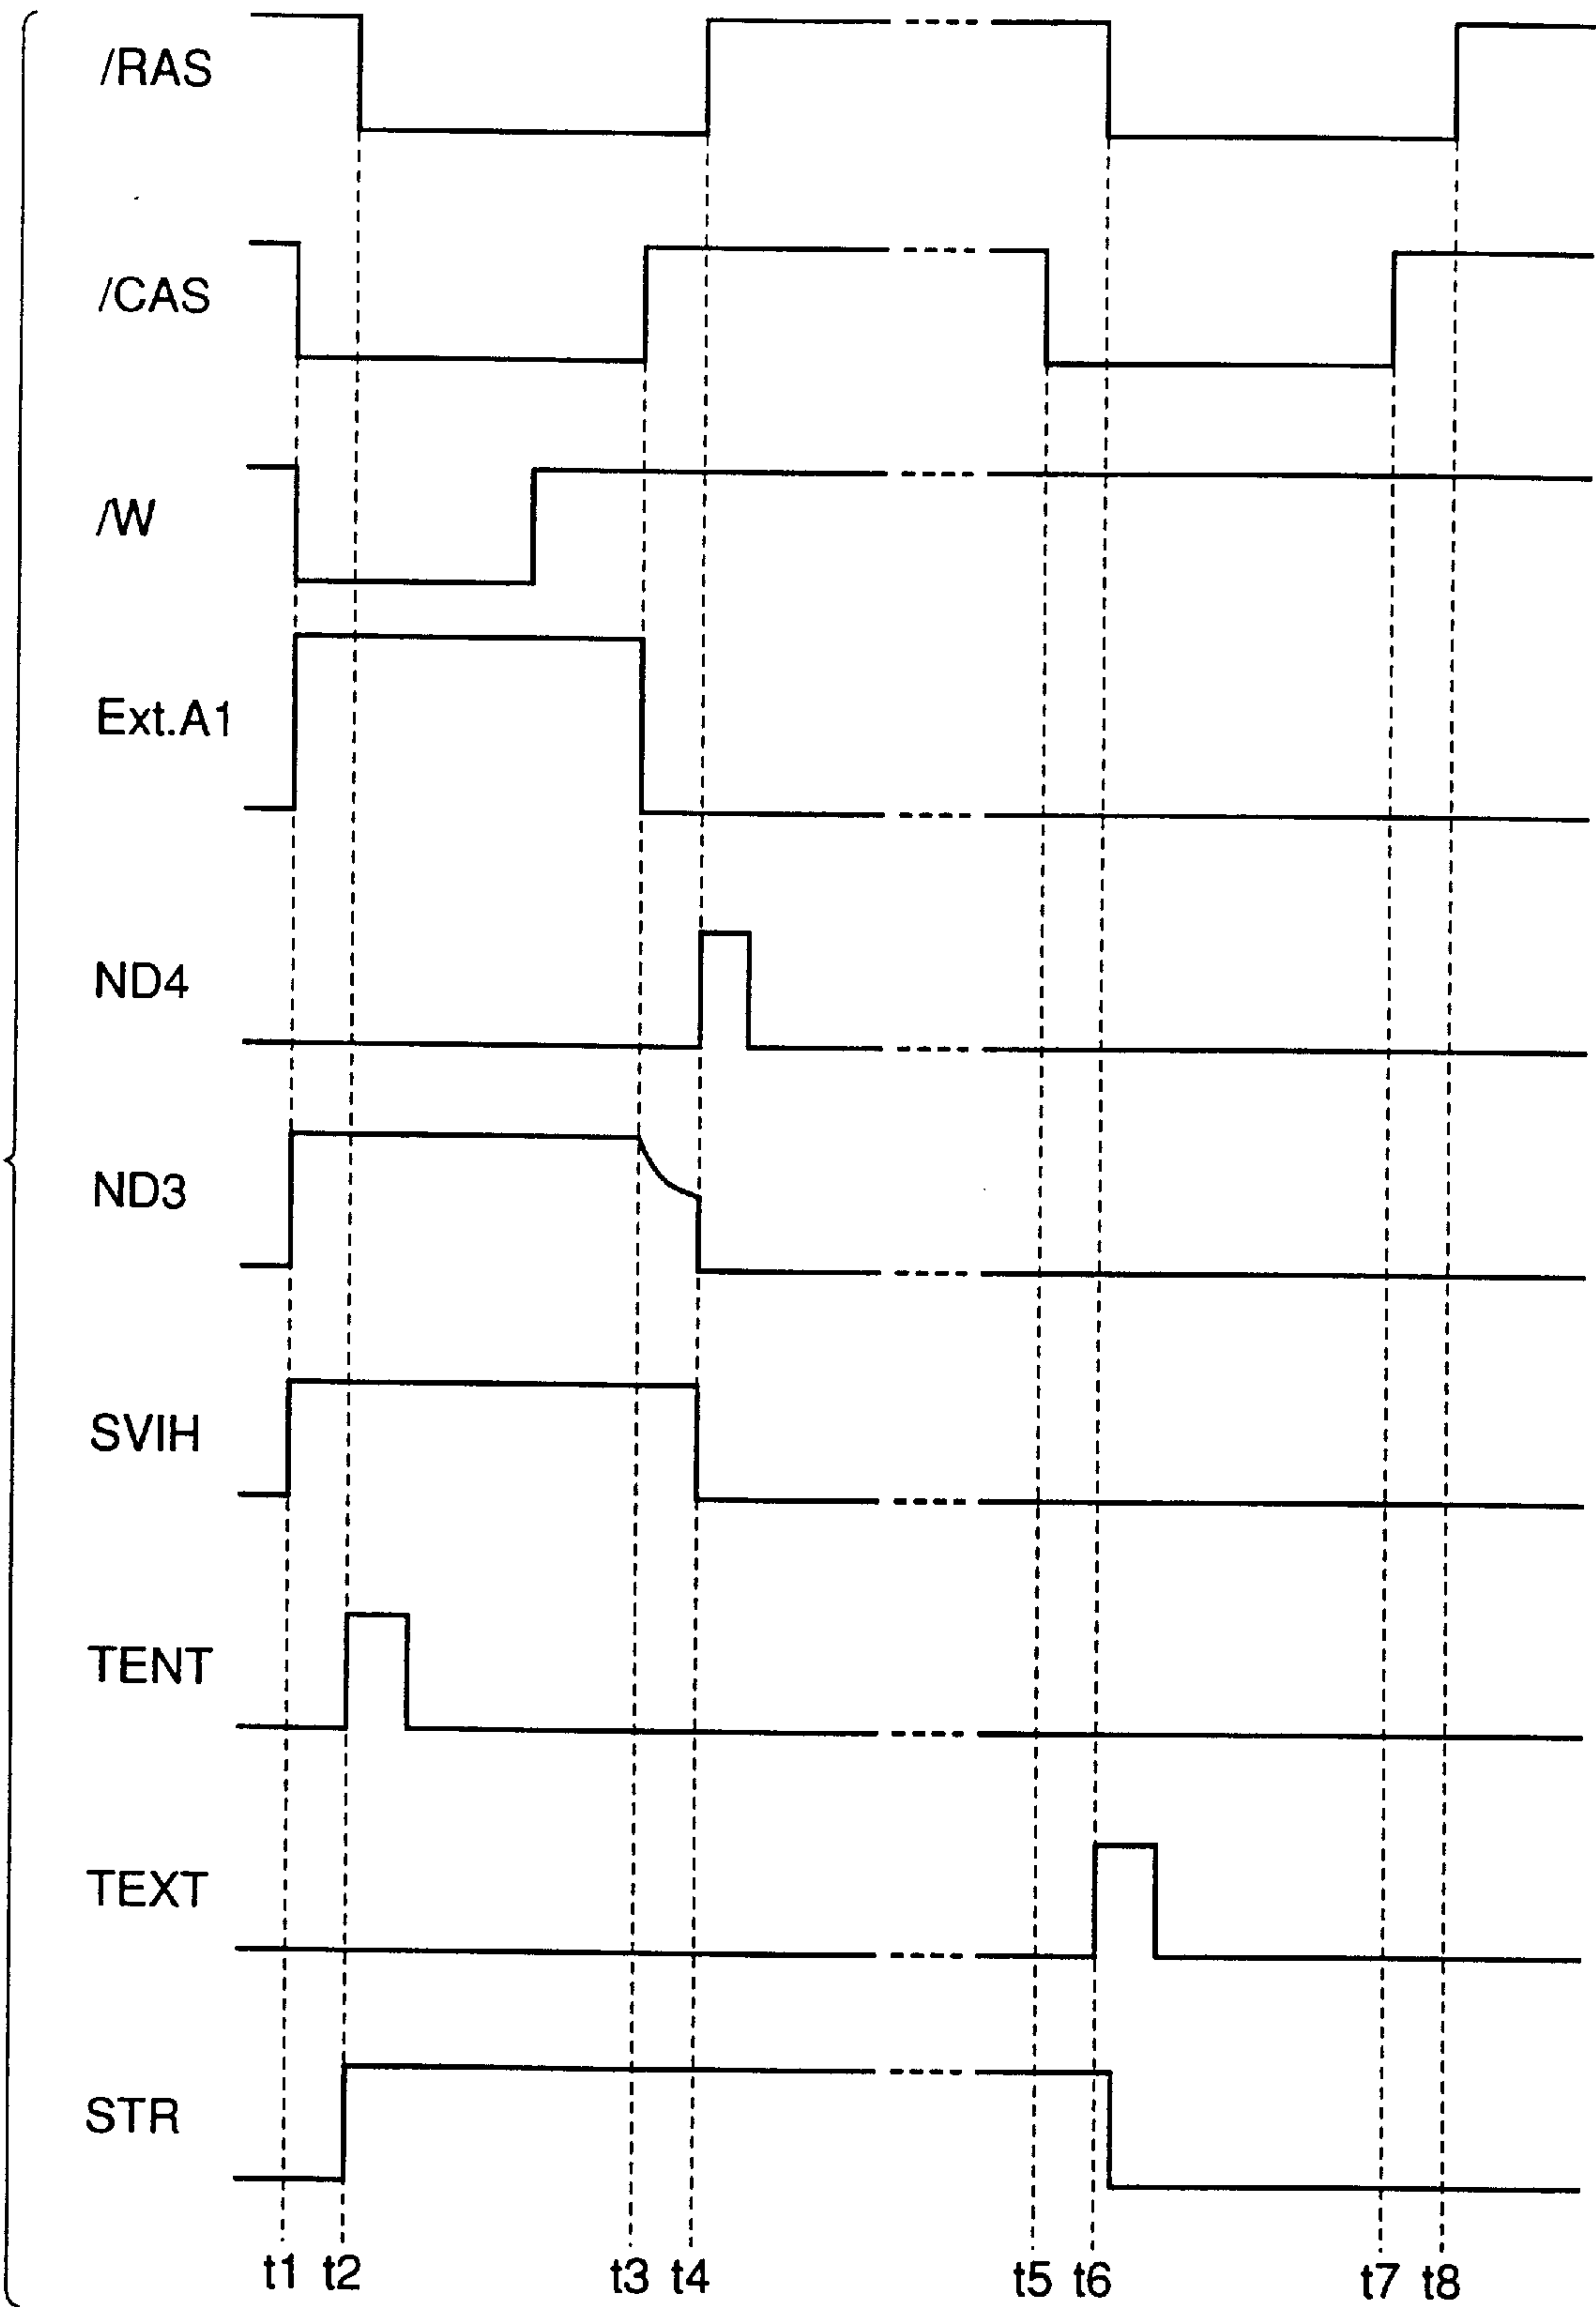 /RAS
/CAS
/W
Ext.A1
ND4
ND3
SVIH
TENT
TEXT
STR
t1 t2 t3 t4 t5 t6 t7 t8